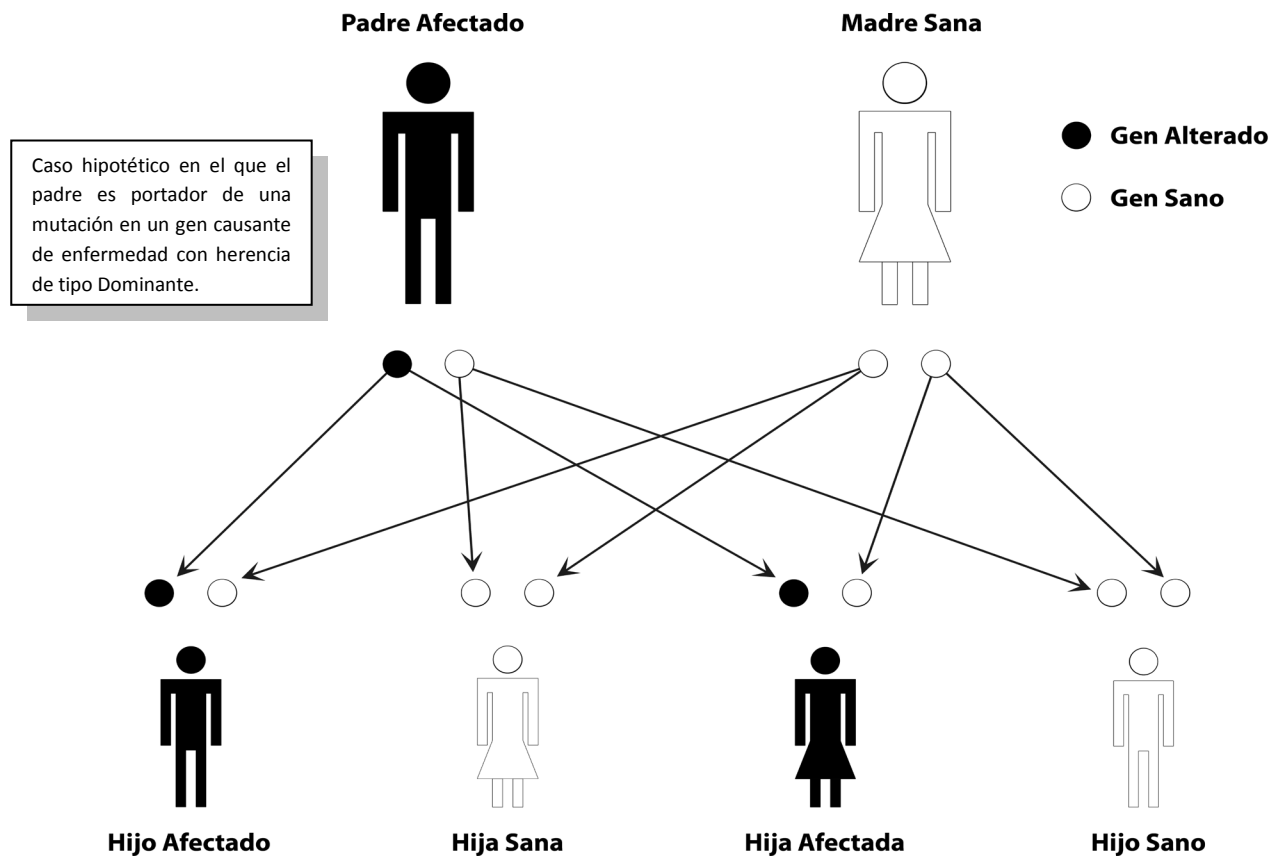 Padre Afectado
Madre Sana
Gen Alterado
Gen Sano
Caso hipotético en el que el
padre es portador de una
mutación en un gen causante
de enfermedad con herencia
de tipo Dominante.
Hijo Afectado
Hija Sana
Hija Afectada
Hijo Sano